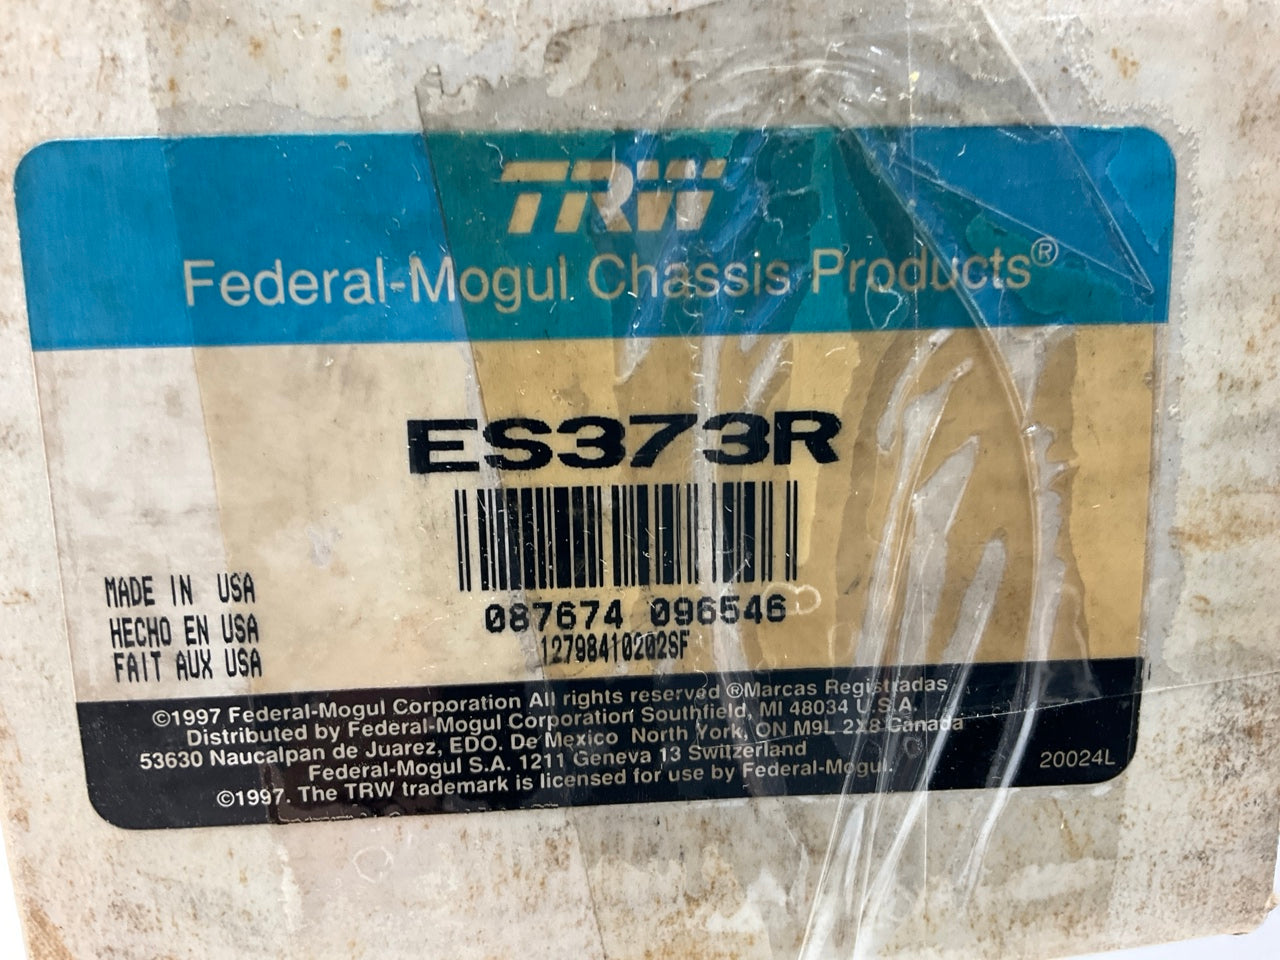 TRW
Federal-Mogul Chassis Products®
ES373R
087674 096546
12798410202SF
MADE IN USA
HECHO EN USA
FAIT AUX USA
©1997 Federal-Mogul Corporation All rights reserved ®Marcas Registradas
Distributed by Federal-Mogul Corporation Southfield, MI 48034 U.S.A.
53630 Naucalpan de Juarez, EDO. De Mexico North York, ON M9L 2X8 Canada
Federal-Mogul S.A. 1211 Geneva 13 Switzerland
©1997. The TRW trademark is licensed for use by Federal-Mogul.
20024L